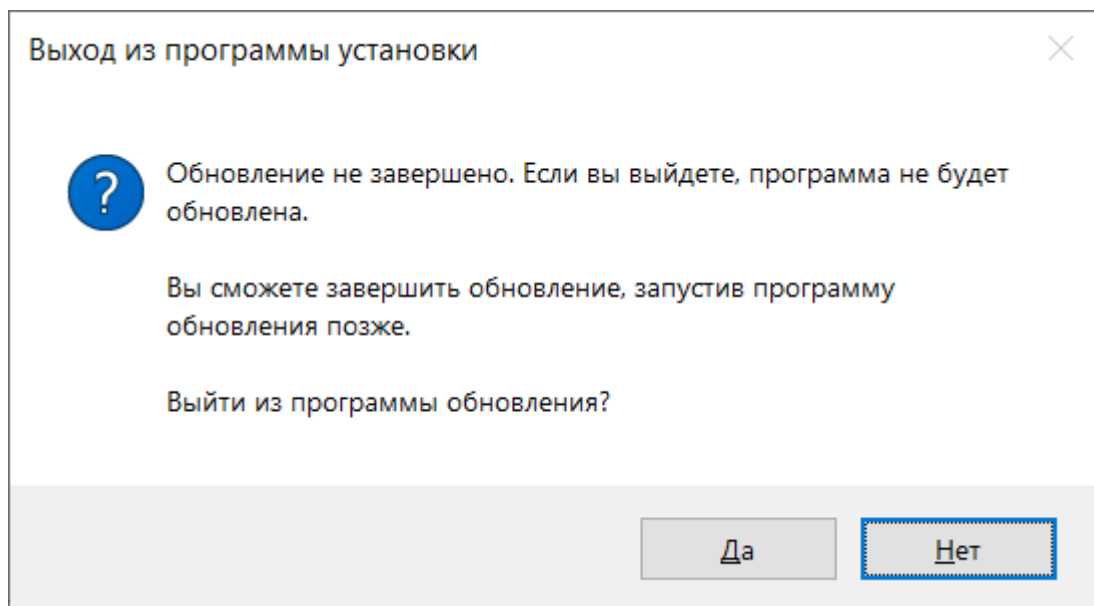 Выход из программы установки
Обновление не завершено. Если вы выйдете, программа не будет
обновлена.
Вы сможете завершить обновление, запустив программу
обновления позже.
Выйти из программы обновления?
Да
Нет